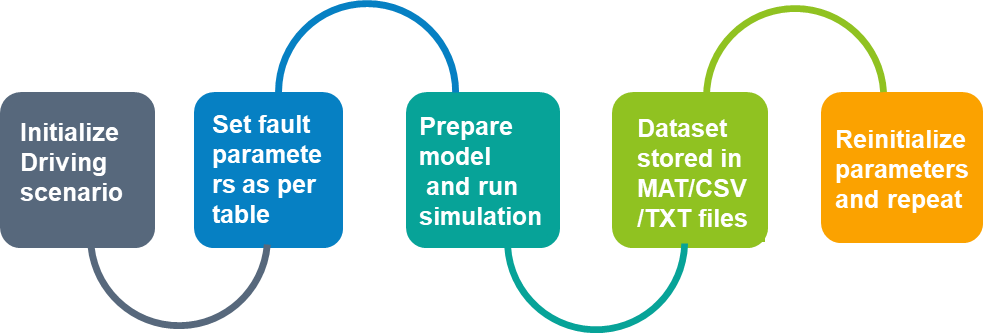 Initialize
Driving
scenario
Set fault
paramete
rs as per
table
Prepare
model
and run
simulation
Dataset
stored in
MAT/CSV
/TXT files
Reinitialize
parameters
and repeat